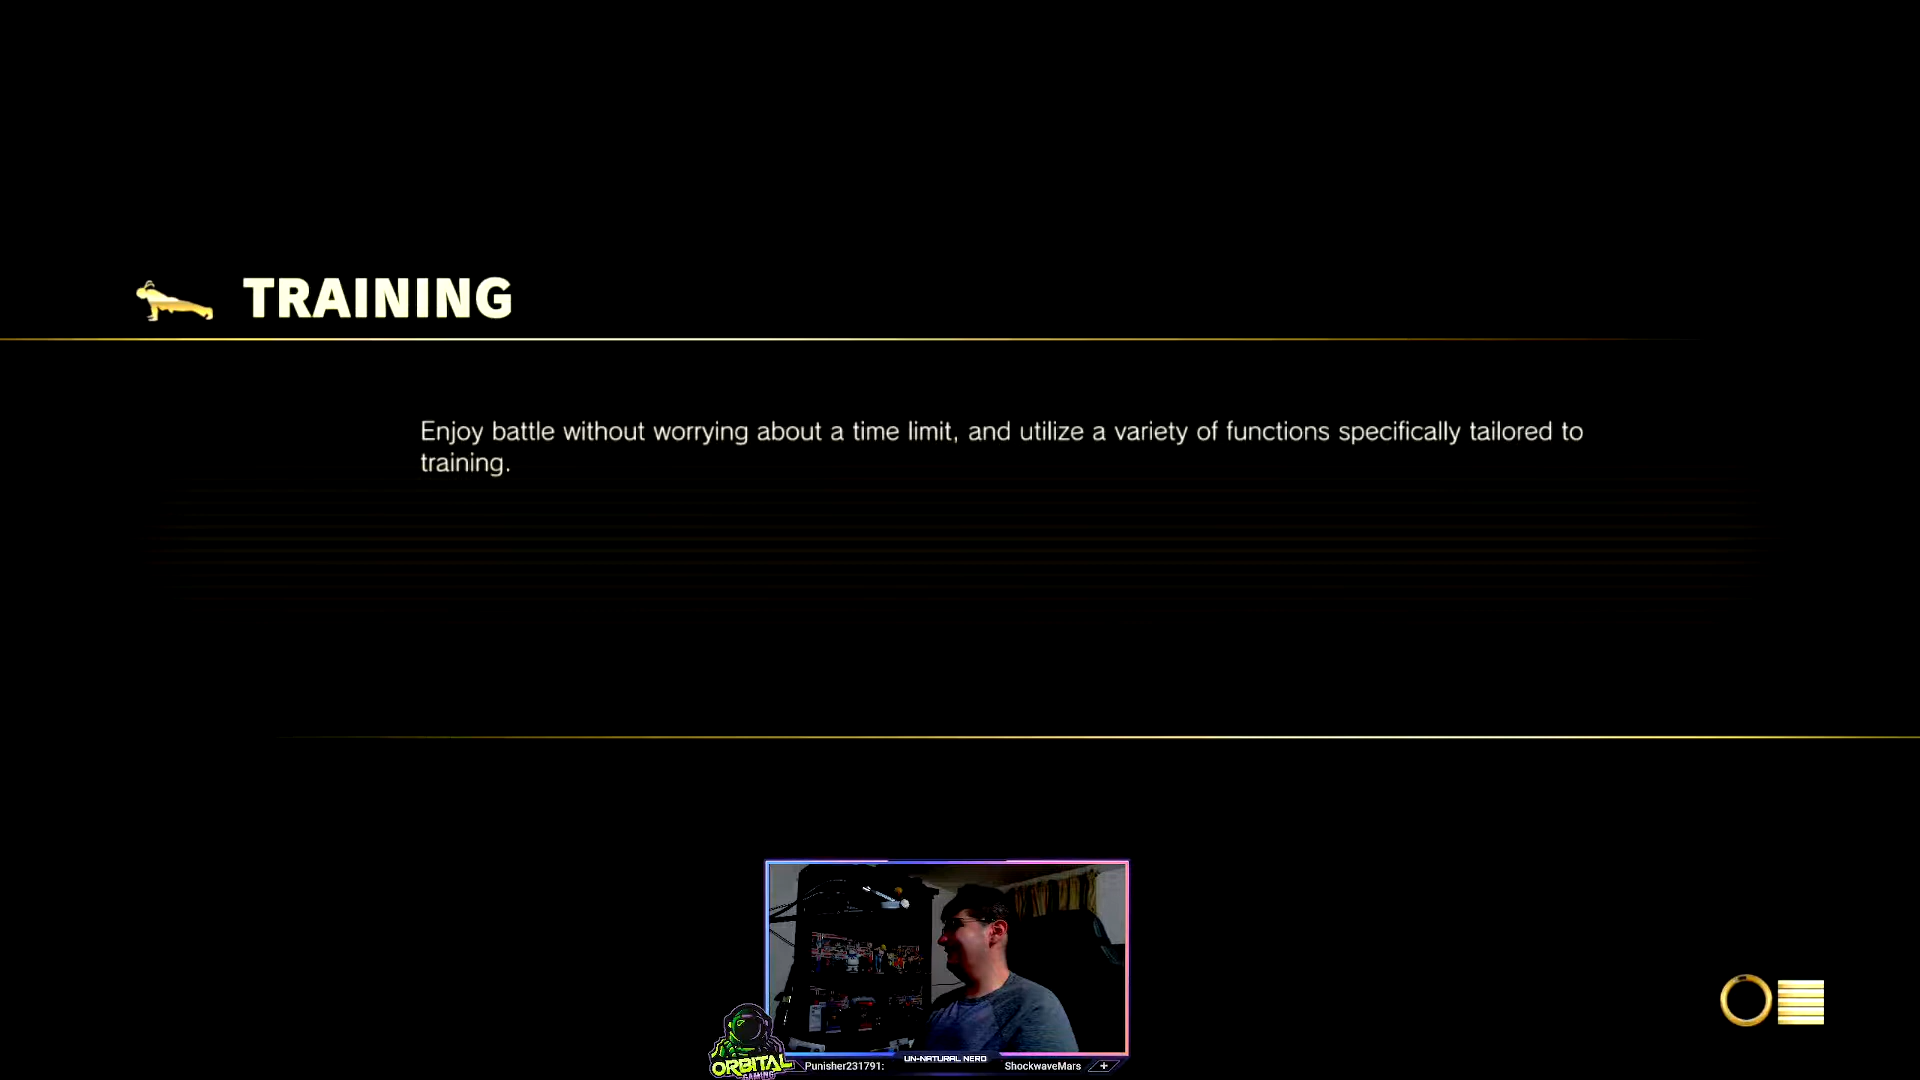 TRAINING
Enjoy battle without worrying about a time limit, and utilize a variety of functions specifically tailored to
training.
ORBITAL
GAMING
Punisher231791:
UN-NATURAL NERD
ShockwaveMars
+